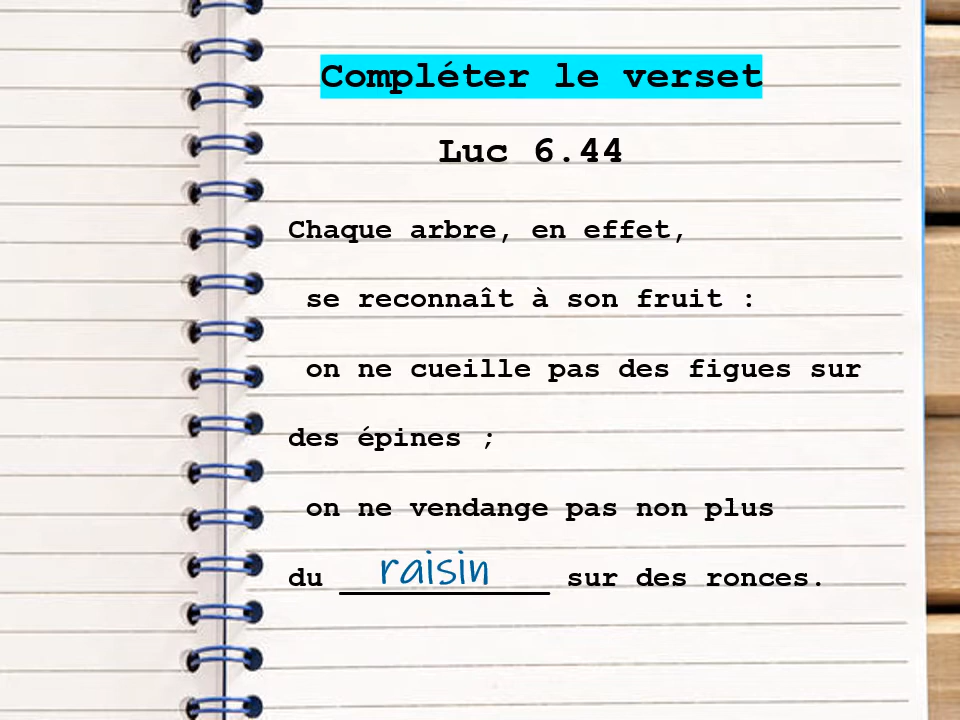 Compléter le verset
Luc 6.44
Chaque arbre, en effet,
se reconnaît à son fruit :
on ne cueille pas des figues sur
des épines ;
on ne vendange pas non plus
du raisin sur des ronces.